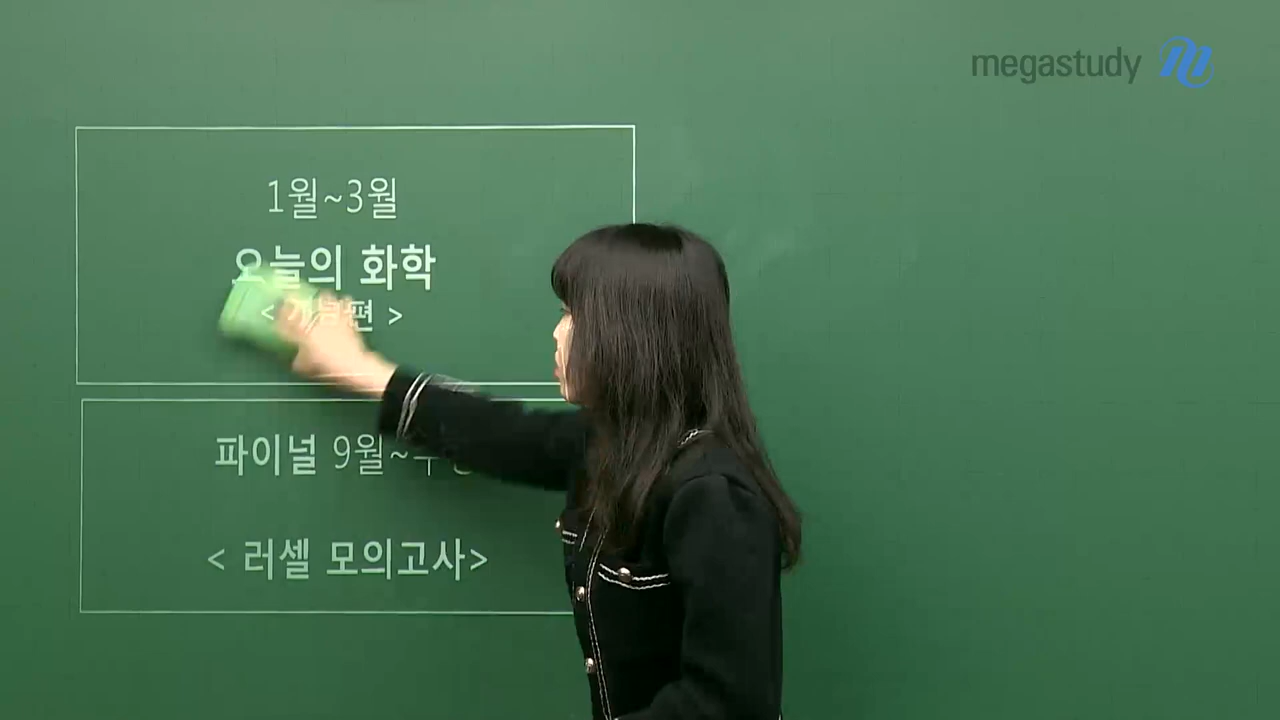 megastudy
1월~3월
오늘의 화학
편 >
파이널 9월~
< 러셀 모의고사>